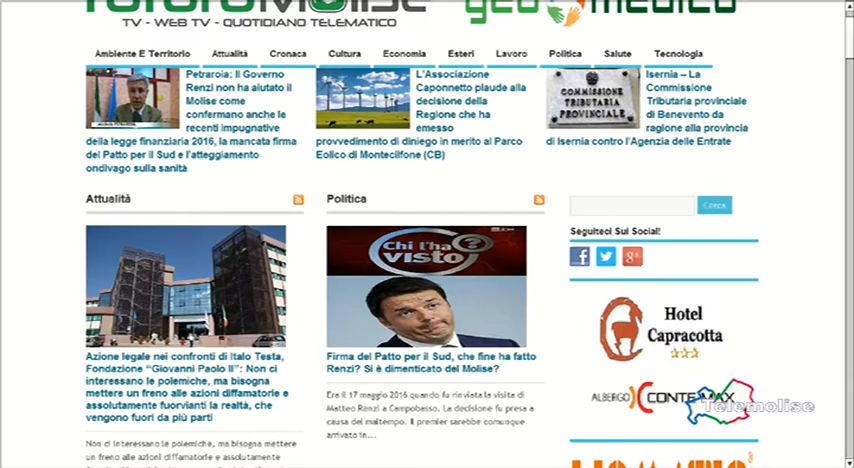 TV - WEB TV - QUOTIDIANO TELEMATICO
Ambiente E Territorio Attualità Cronaca Cultura Economia Esteri Lavoro Politica Salute Tecnologia
Petraroia: Il Governo
Renzi non ha aiutato il
Molise come
confermano anche le
recenti impugnative
della legge finanziaria 2016, la mancata firma
del Patto per il Sud e l'atteggiamento
ondivago sulla sanità
L'Associazione
Caponnetto plaude alla
decisione della
Regione che ha
emesso
provvedimento di diniego in merito al Parco
Eolico di Montecilfone (CB)
COMMISSIONE
TRIBUTARIA
PROVINCIALE
Isernia – La
Commissione
Tributaria provinciale
di Benevento da
ragione alla provincia
di Isernia contro l'Agenzia delle Entrate
Attualità
Azione legale nei confronti di Italo Testa,
Fondazione "Giovanni Paolo II": Non ci
interessano le polemiche, ma bisogna
mettere un freno alle azioni diffamatorie e
assolutamente fuorvianti la realtà, che
vengono fuori da più parti
Non ci interessano le polemiche, ma bisogna
mettere un freno alle azioni diffamatorie e assolutamente
Politica
Chi l'ha
visto?
Firma del Patto per il Sud, che fine ha fatto
Renzi? Si è dimenticato del Molise?
Era il 17 maggio 2016 quando fu rinviata la visita di
Matteo Renzi a Campobasso. La decisione fu presa a
causa del maltempo. Il premier sarebbe comunque
arrivato in....
Cerca
Seguiteci Sui Social!
Hotel
Capracotta
ALBERGO CONTEMAX
Telemolise